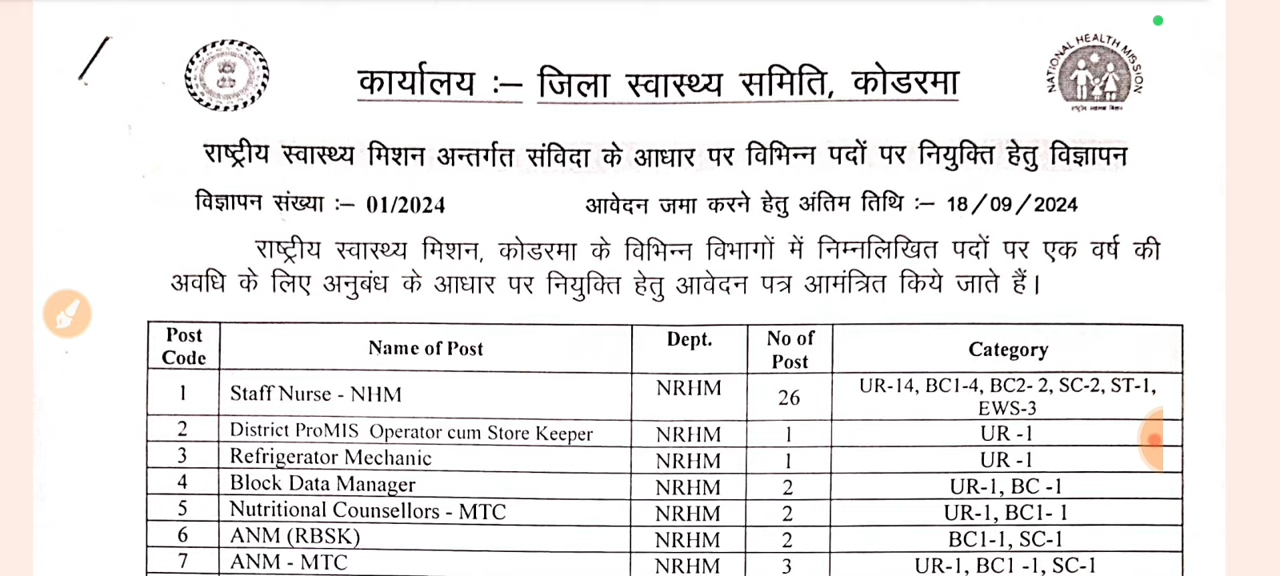 NATIONAL HEALTH MISSION
कार्यालय :– जिला स्वास्थ्य समिति, कोडरमा
राष्ट्रीय स्वास्थ्य मिशन अन्तर्गत संविदा के आधार पर विभिन्न पदों पर नियुक्ति हेतु विज्ञापन
विज्ञापन संख्या :– 01/2024 आवेदन जमा करने हेतु अंतिम तिथि :– 18/09/2024
राष्ट्रीय स्वास्थ्य मिशन, कोडरमा के विभिन्न विभागों में निम्नलिखित पदों पर एक वर्ष की
अवधि के लिए अनुबंध के आधार पर नियुक्ति हेतु आवेदन पत्र आमंत्रित किये जाते हैं।
Post Code Name of Post Dept. No of Post Category
1 Staff Nurse - NHM NRHM 26 UR-14, BC1-4, BC2- 2, SC-2, ST-1,
EWS-3
2 District ProMIS Operator cum Store Keeper NRHM 1 UR -1
3 Refrigerator Mechanic NRHM 1 UR -1
4 Block Data Manager NRHM 2 UR-1, BC -1
5 Nutritional Counsellors - MTC NRHM 2 UR-1, BC1- 1
6 ANM (RBSK) NRHM 2 BC1-1, SC-1
7 ANM - MTC NRHM 3 UR-1, BC1 -1, SC-1